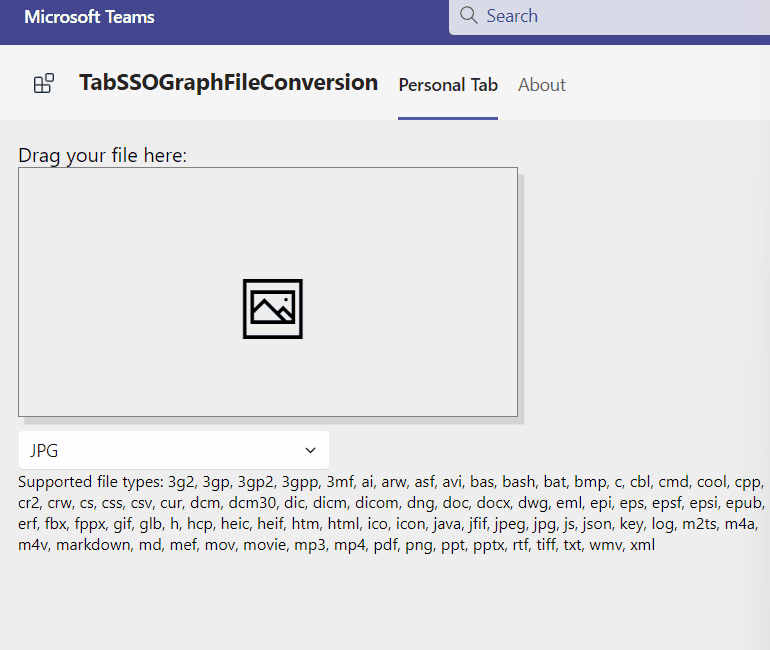 Microsoft Teams
Search
TabSSOGraphFileConversion
Personal Tab
About
Drag your file here:
JPG
Supported file types: 3g2, 3gp, 3gp2, 3gpp, 3mf, ai, arw, asf, avi, bas, bash, bat, bmp, c, cbl, cmd, cool, cpp,
cr2, crw, cs, css, csv, cur, dcm, dcm30, dic, dicm, dicom, dng, doc, docx, dwg, eml, epi, eps, epsf, epsi, epub,
erf, fbx, fppx, gif, glb, h, hcp, heic, heif, htm, html, ico, icon, java, jfif, jpeg, jpg, js, json, key, log, m2ts, m4a,
m4v, markdown, md, mef, mov, movie, mp3, mp4, pdf, png, ppt, pptx, rtf, tiff, txt, wmv, xml